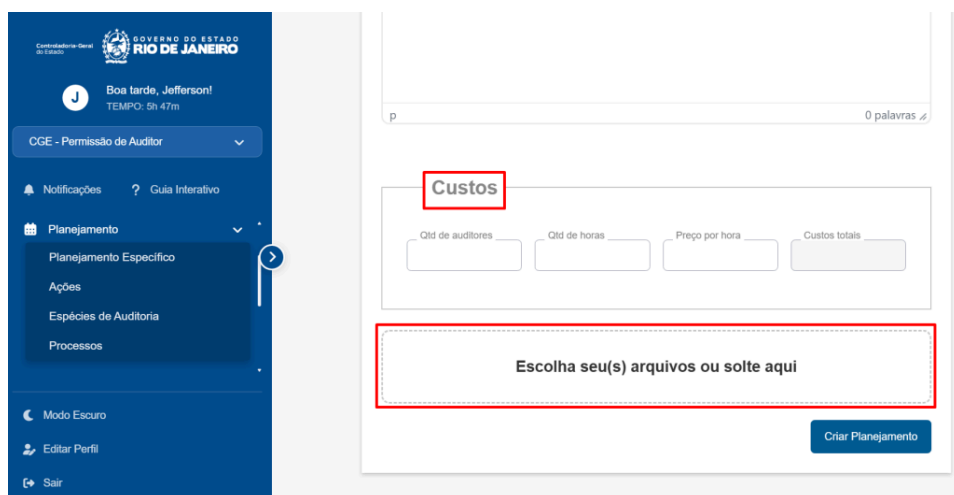 Controladoria-Geral
do Estado
GOVERNO DO ESTADO
RIO DE JANEIRO
J
Boa tarde, Jefferson!
TEMPO: 5h 47m
CGE - Permissão de Auditor
Notificações
? Guia Interativo
Planejamento
Planejamento Específico
Ações
Espécies de Auditoria
Processos
Modo Escuro
Editar Perfil
Sair
p
0 palavras
Custos
Qtd de auditores
Qtd de horas
Preço por hora
Custos totais
Escolha seu(s) arquivos ou solte aqui
Criar Planejamento